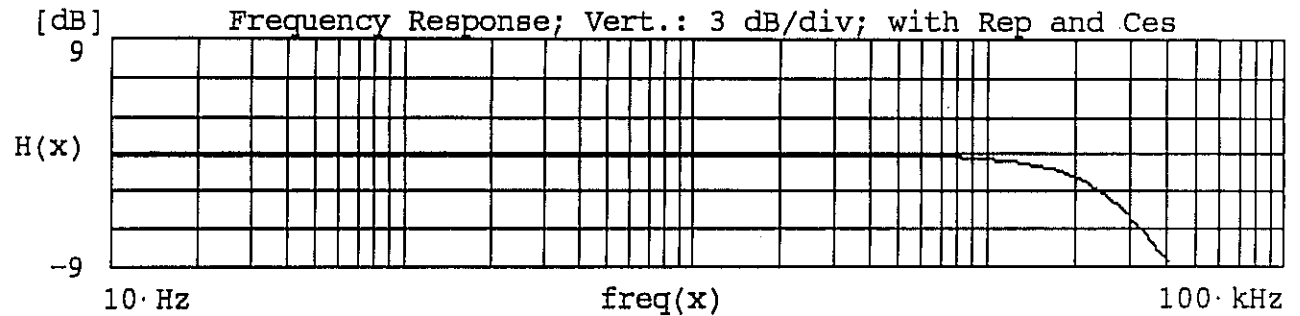 [dB] Frequency Response; Vert.: 3 dB/div; with Rep and Ces
9
H(x)
-9
10·Hz freq(x) 100·kHz